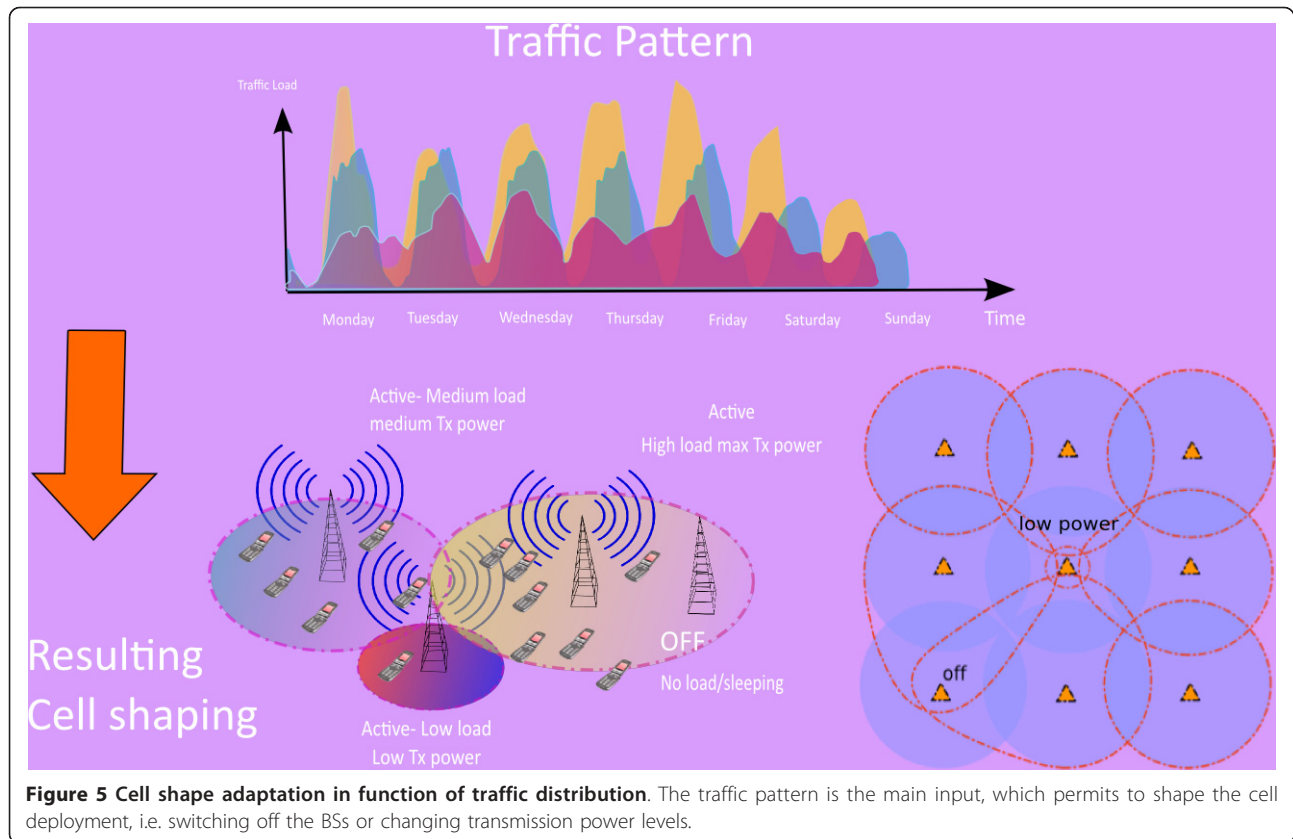 Traffic Pattern
Traffic Load
Monday Tuesday Wednesday Thursday Friday Saturday Sunday Time
Active- Medium load
medium Tx power
Active
High load max Tx power
low power
OFF
No load/sleeping
off
Resulting
Cell shaping
Active- Low load
Low Tx power
Figure 5 Cell shape adaptation in function of traffic distribution. The traffic pattern is the main input, which permits to shape the cell
deployment, i.e. switching off the BSs or changing transmission power levels.